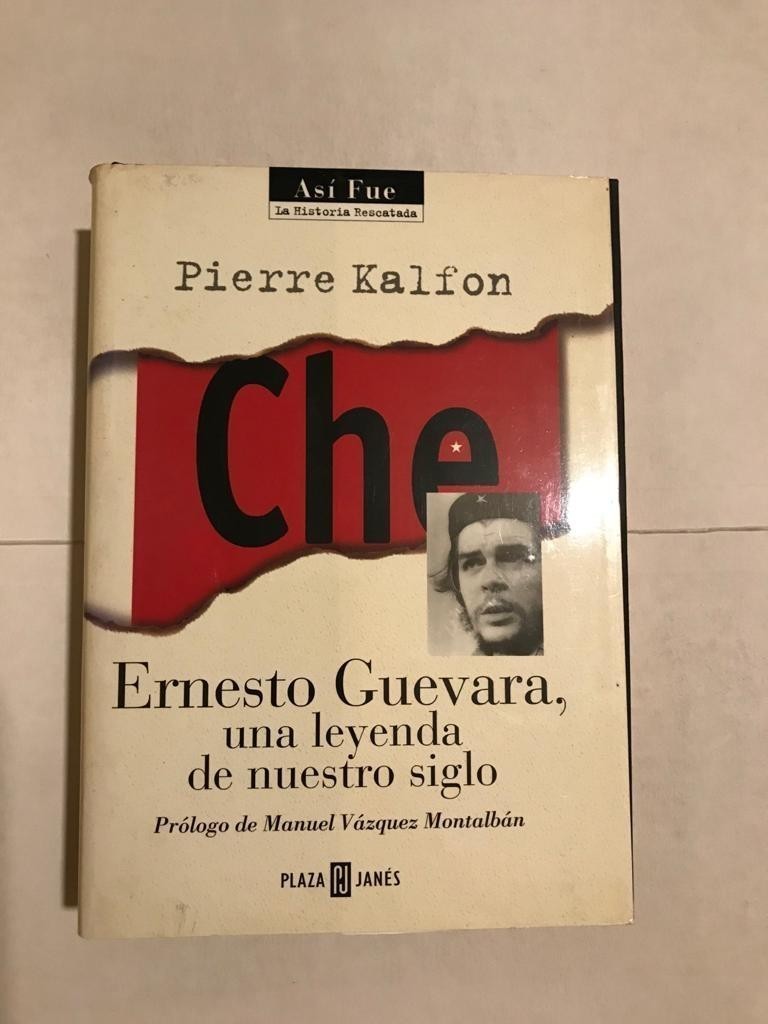 Así Fue
La Historia Rescatada
Pierre Kalfon
Che
Ernesto Guevara,
una leyenda
de nuestro siglo
Prólogo de Manuel Vázquez Montalbán
PLAZA PJ JANÉS